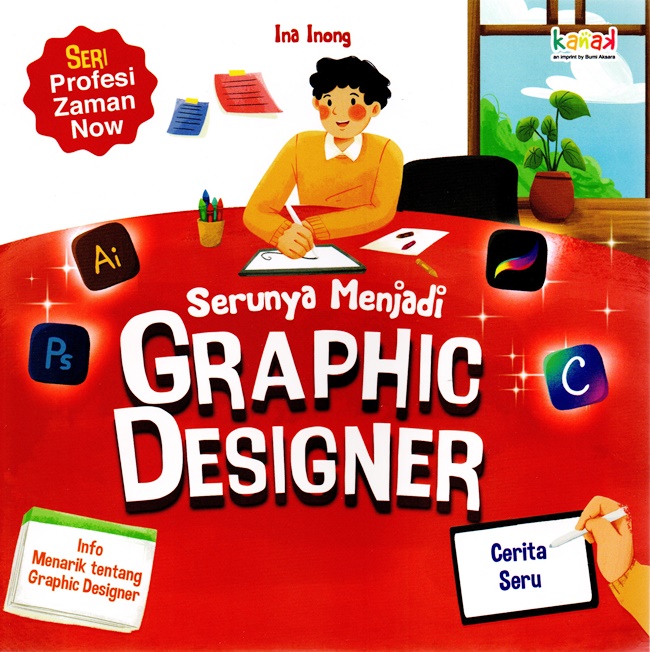 Ina Inong
kanak
an imprint by Bumi Aksara
SERI
Profesi
Zaman
Now
Ai
Ps
C
Serunya Menjadi
GRAPHIC
DESIGNER
Info
Menarik tentang
Graphic Designer
Cerita
Seru